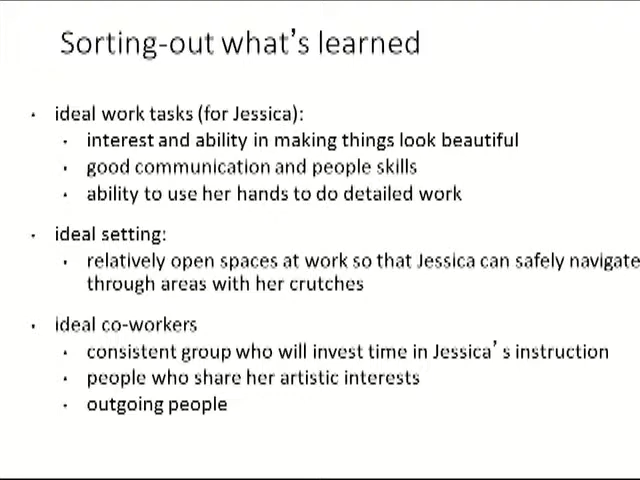 Sorting-out what's learned
· ideal work tasks (for Jessica):
· interest and ability in making things look beautiful
· good communication and people skills
· ability to use her hands to do detailed work
· ideal setting:
· relatively open spaces at work so that Jessica can safely navigate
through areas with her crutches
· ideal co-workers
· consistent group who will invest time in Jessica's instruction
· people who share her artistic interests
· outgoing people